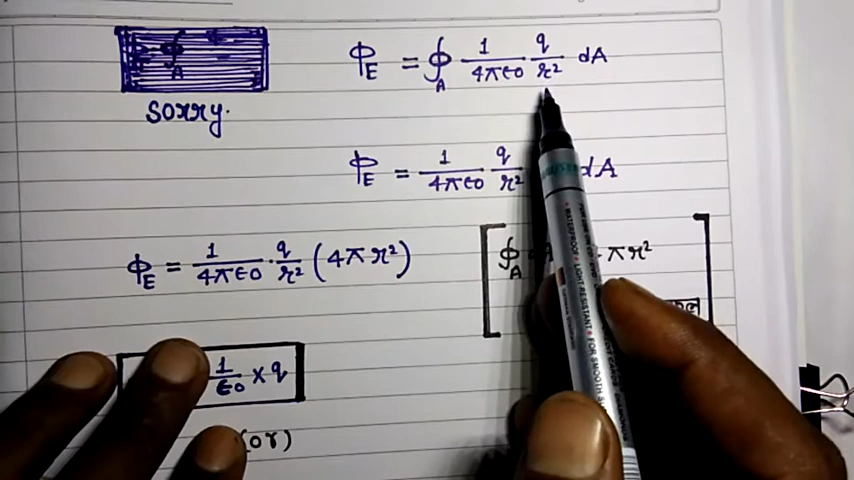 ϕ_E = ∮_A 1/4πϵ0 · q/r² dA
sorry.
ϕ_E = 1/4πϵ0 q/r² dA
ϕ_E = 1/4πϵ0 · q/r² (4πr²)
∮_A · πr²
1/ϵ0 × q
(or)